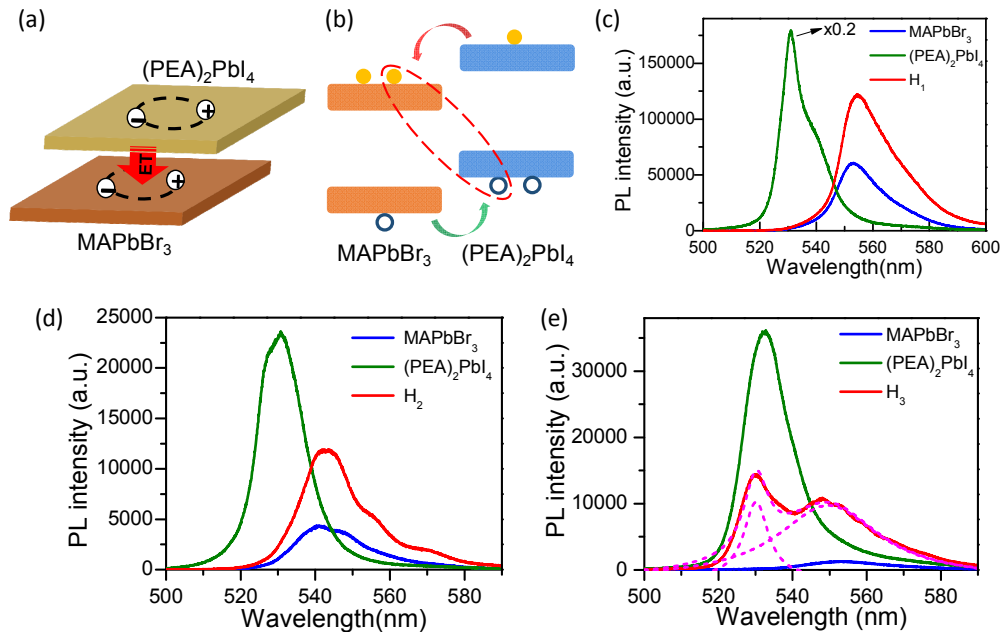 (a)
(PEA)₂PbI₄
−
+
ET
−
+
MAPbBr₃
(b)
MAPbBr₃
(PEA)₂PbI₄
(c)
PL intensity (a.u.)
150000
100000
50000
0
x0.2
MAPbBr₃
(PEA)₂PbI₄
H₁
500 520 540 560 580 600
Wavelength(nm)
(d)
PL intensity (a.u.)
25000
20000
15000
10000
5000
0
MAPbBr₃
(PEA)₂PbI₄
H₂
500 520 540 560 580
Wavelength (nm)
(e)
PL intensity (a.u.)
30000
20000
10000
0
MAPbBr₃
(PEA)₂PbI₄
H₃
500 520 540 560 580
Wavelength (nm)